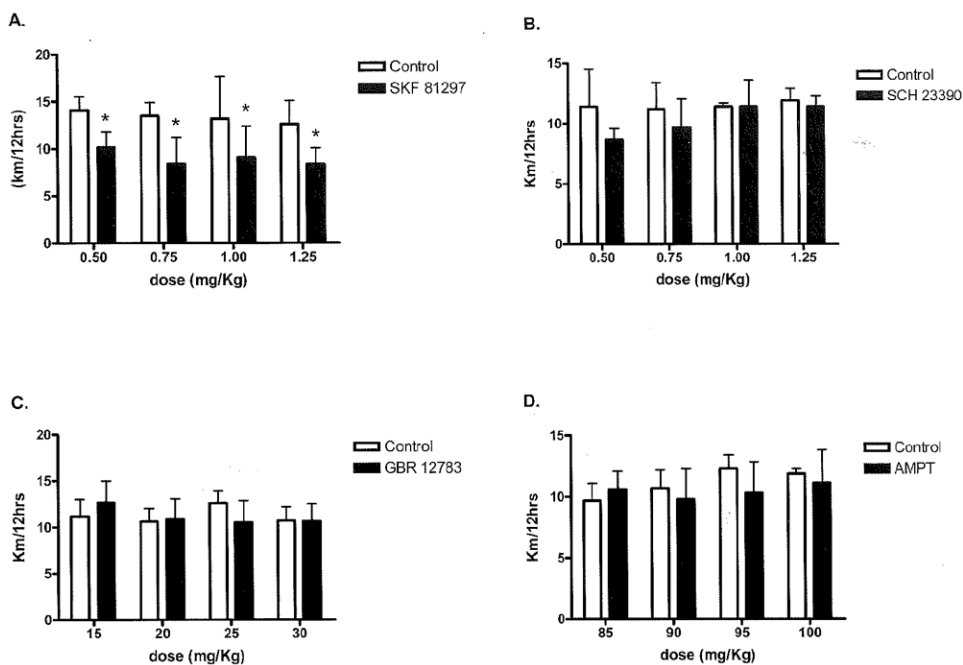 A.
20
15
10
5
0
(km/12hrs)
* * * *
0.50 0.75 1.00 1.25
dose (mg/Kg)
Control
SKF 81297
B.
15
10
5
0
Km/12hrs
0.50 0.75 1.00 1.25
dose (mg/Kg)
Control
SCH 23390
C.
20
15
10
5
0
Km/12hrs
15 20 25 30
dose (mg/Kg)
Control
GBR 12783
D.
15
10
5
0
Km/12hrs
85 90 95 100
dose (mg/Kg)
Control
AMPT